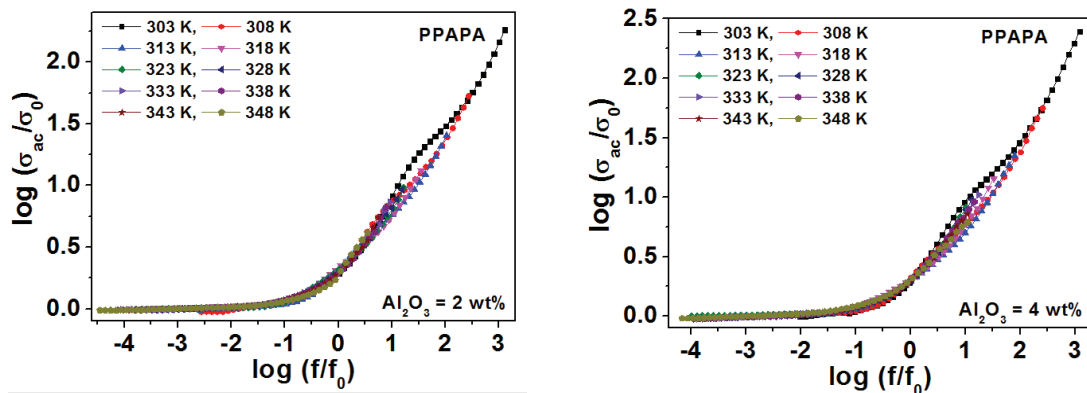 303 K, 308 K
PPAPA
313 K, 318 K
323 K, 328 K
333 K, 338 K
343 K, 348 K
log (σac/σ0)
2.0
1.5
1.0
0.5
0.0
Al2O3 = 2 wt%
-4 -3 -2 -1 0 1 2 3
log (f/f0)
2.5
303 K, 308 K
PPAPA
313 K, 318 K
323 K, 328 K
333 K, 338 K
343 K, 348 K
log (σac/σ0)
2.0
1.5
1.0
0.5
0.0
Al2O3 = 4 wt%
-4 -3 -2 -1 0 1 2 3
log (f/f0)